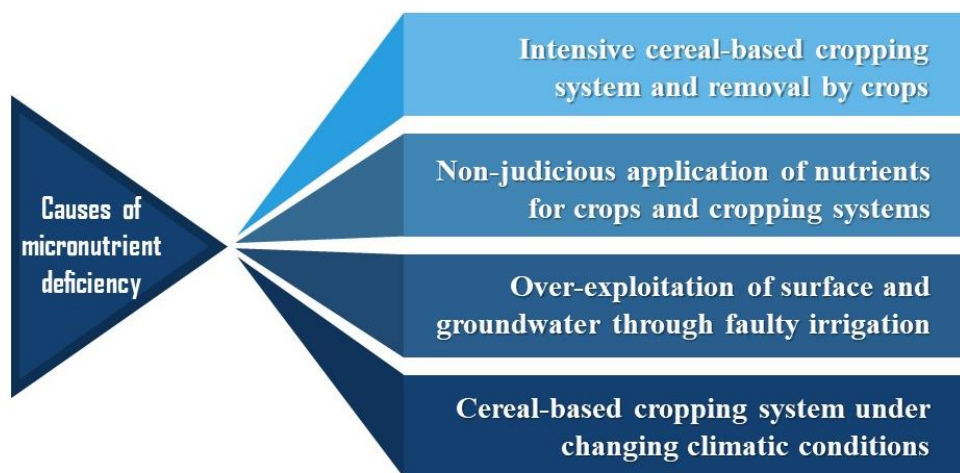 Causes of
micronutrient
deficiency
Intensive cereal-based cropping
system and removal by crops
Non-judicious application of nutrients
for crops and cropping systems
Over-exploitation of surface and
groundwater through faulty irrigation
Cereal-based cropping system under
changing climatic conditions